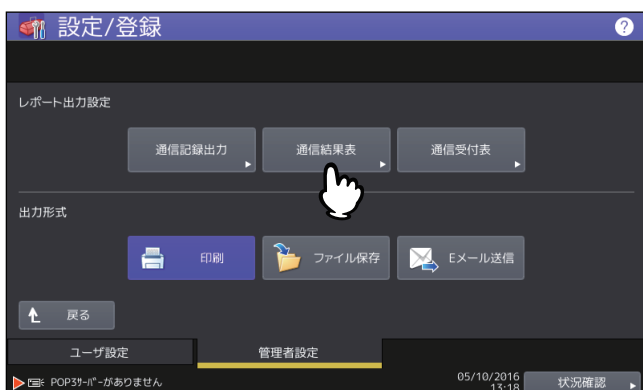 設定/登録
?
レポート出力設定
通信記録出力
通信結果表
通信受付表
出力形式
印刷
ファイル保存
Eメール送信
戻る
ユーザ設定
管理者設定
POP3ｻｰﾊﾞｰがありません
05/10/2016
13:18
状況確認